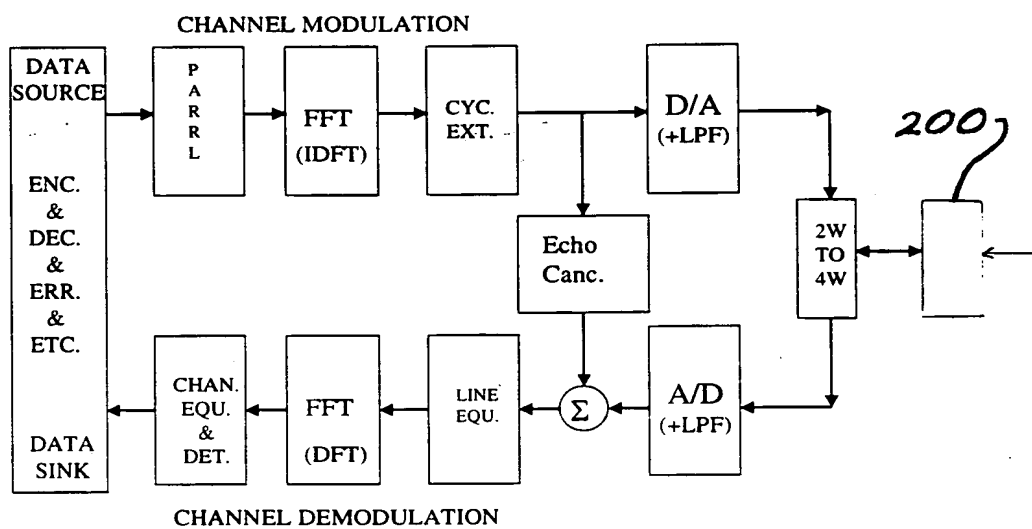 CHANNEL MODULATION
DATA
SOURCE
ENC.
&
DEC.
&
ERR.
&
ETC.
DATA
SINK
P
A
R
R
L
FFT
(IDFT)
CYC.
EXT.
D/A
(+LPF)
200
2W
TO
4W
Echo
Canc.
CHAN.
EQU.
&
DET.
FFT
(DFT)
LINE
EQU.
Σ
A/D
(+LPF)
CHANNEL DEMODULATION